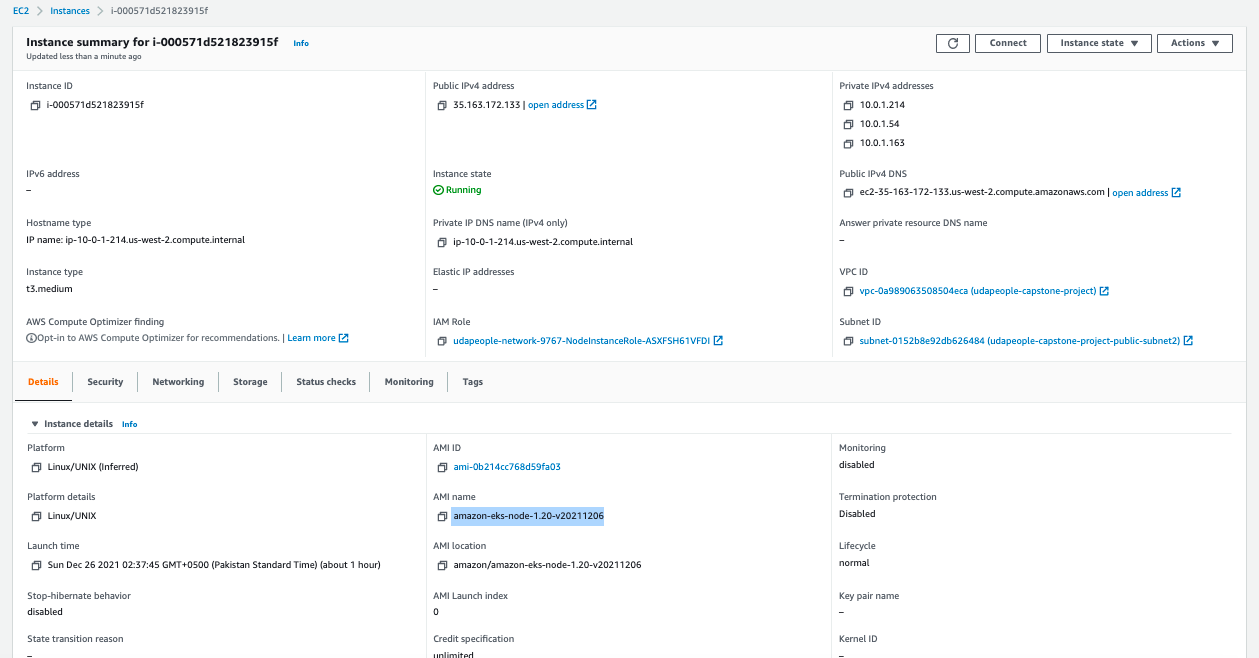 EC2 > Instances > i-000571d521823915f
Instance summary for i-000571d521823915f Info
Updated less than a minute ago
Connect
Instance state ▼
Actions ▼
Instance ID
i-000571d521823915f
Public IPv4 address
35.163.172.133 | open address
Private IPv4 addresses
10.0.1.214
10.0.1.54
10.0.1.163
IPv6 address
–
Instance state
Running
Public IPv4 DNS
ec2-35-163-172-133.us-west-2.compute.amazonaws.com | open address
Hostname type
IP name: ip-10-0-1-214.us-west-2.compute.internal
Private IP DNS name (IPv4 only)
ip-10-0-1-214.us-west-2.compute.internal
Answer private resource DNS name
–
Instance type
t3.medium
Elastic IP addresses
–
VPC ID
vpc-0a989063508504eca (udapeople-capstone-project)
AWS Compute Optimizer finding
Opt-in to AWS Compute Optimizer for recommendations. | Learn more
IAM Role
udapeople-network-9767-NodeInstanceRole-ASXFSH61VFDI
Subnet ID
subnet-0152b8e92db626484 (udapeople-capstone-project-public-subnet2)
Details
Security
Networking
Storage
Status checks
Monitoring
Tags
▼ Instance details Info
Platform
Linux/UNIX (Inferred)
AMI ID
ami-0b214cc768d59fa03
Monitoring
disabled
Platform details
Linux/UNIX
AMI name
amazon-eks-node-1.20-v20211206
Termination protection
Disabled
Launch time
Sun Dec 26 2021 02:37:45 GMT+0500 (Pakistan Standard Time) (about 1 hour)
AMI location
amazon/amazon-eks-node-1.20-v20211206
Lifecycle
normal
Stop-hibernate behavior
disabled
AMI Launch index
0
Key pair name
–
State transition reason
–
Credit specification
unlimited
Kernel ID
–